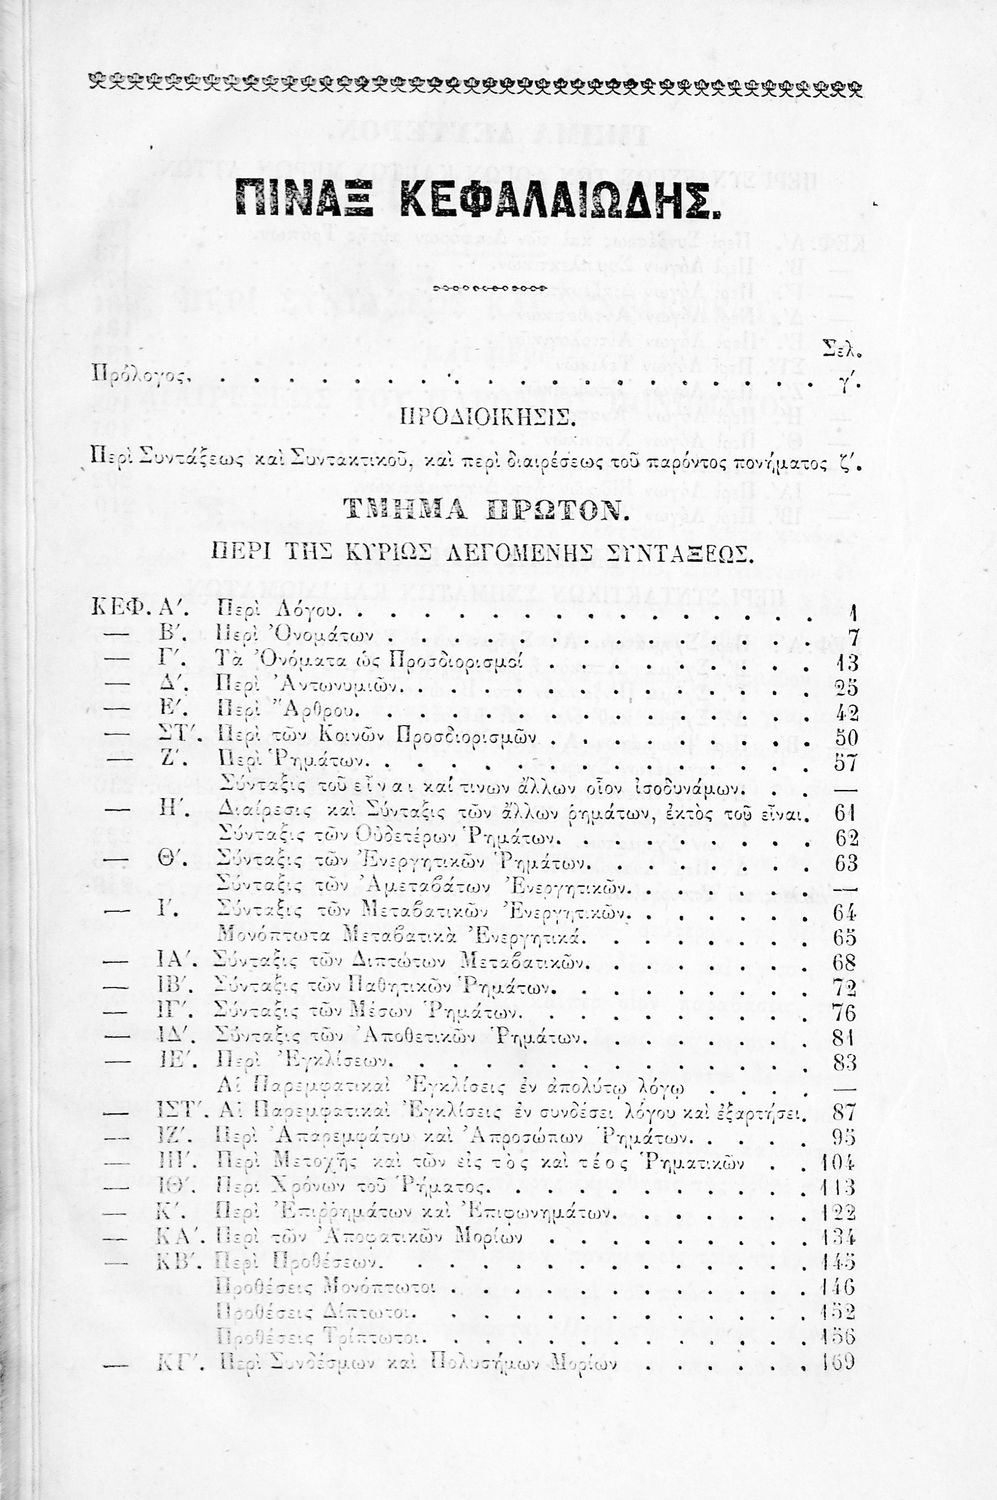 ΠΙΝΑΞ ΚΕΦΑΛΑΙΩΔΗΣ.
Σελ.
Πρόλογος. . . . . . . . . . . . . . . . . . . . γ΄.
ΠΡΟΔΙΟΙΚΗΣΙΣ.
Περὶ Συντάξεως καὶ Συντακτικοῦ, καὶ περὶ διαιρέσεως τοῦ παρόντος πονήματος ζ΄.
ΤΜΗΜΑ ΠΡΩΤΟΝ.
ΠΕΡΙ ΤΗΣ ΚΥΡΙΩΣ ΛΕΓΟΜΕΝΗΣ ΣΥΝΤΑΞΕΩΣ.
ΚΕΦ. Α΄. Περὶ Λόγου. . . . . . . . . . . . . . 1
— Β΄. Περὶ Ὀνομάτων . . . . . . . . . . . . . 7
— Γ΄. Τὰ Ὀνόματα ὡς Προσδιορισμοί . . . . . . . . 13
— Δ΄. Περὶ Ἀντωνυμιῶν. . . . . . . . . . . . . 25
— Ε΄. Περὶ Ἄρθρου. . . . . . . . . . . . . . 42
— ΣΤ΄. Περὶ τῶν Κοινῶν Προσδιορισμῶν . . . . . . . . 50
— Ζ΄. Περὶ Ῥημάτων. . . . . . . . . . . . . . 57
Σύνταξις τοῦ εἶναι καί τινων ἄλλων οἷον ἰσοδυνάμων. . . —
— Η΄. Διαίρεσις καὶ Σύνταξις τῶν ἄλλων ῥημάτων, ἐκτὸς τοῦ εἶναι. 61
Σύνταξις τῶν Οὐδετέρων Ῥημάτων. . . . . . . . 62
— Θ΄. Σύνταξις τῶν Ἐνεργητικῶν Ῥημάτων. . . . . . . 63
Σύνταξις τῶν Ἀμεταβάτων Ἐνεργητικῶν. . . . . . —
— Ι΄. Σύνταξις τῶν Μεταβατικῶν Ἐνεργητικῶν. . . . . . 64
Μονόπτωτα Μεταβατικὰ Ἐνεργητικά. . . . . . . 65
— ΙΑ΄. Σύνταξις τῶν Διπτώτων Μεταβατικῶν. . . . . . . 68
— ΙΒ΄. Σύνταξις τῶν Παθητικῶν Ῥημάτων. . . . . . . . 72
— ΙΓ΄. Σύνταξις τῶν Μέσων Ῥημάτων. . . . . . . . . 76
— ΙΔ΄. Σύνταξις τῶν Ἀποθετικῶν Ῥημάτων. . . . . . . 81
— ΙΕ΄. Περὶ Ἐγκλίσεων. . . . . . . . . . . . . 83
Αἱ Παρεμφατικαὶ Ἐγκλίσεις ἐν ἀπολύτῳ λόγῳ . . . . —
— ΙΣΤ΄. Αἱ Παρεμφατικαὶ Ἐγκλίσεις ἐν συνδέσει λόγου καὶ ἐξαρτήσει. 87
— ΙΖ΄. Περὶ Ἀπαρεμφάτου καὶ Ἀπροσώπων Ῥημάτων. . . . . 95
— ΙΗ΄. Περὶ Μετοχῆς καὶ τῶν εἰς τὸς καὶ τέος Ῥηματικῶν . . 104
— ΙΘ΄. Περὶ Χρόνων τοῦ Ῥήματος. . . . . . . . . . 113
— Κ΄. Περὶ Ἐπιῤῥημάτων καὶ Ἐπιφωνημάτων. . . . . . . 122
— ΚΑ΄. Περὶ τῶν Ἀποφατικῶν Μορίων . . . . . . . . 134
— ΚΒ΄. Περὶ Προθέσεων. . . . . . . . . . . . . 145
Προθέσεις Μονόπτωτοι . . . . . . . . . . . 146
Προθέσεις Δίπτωτοι. . . . . . . . . . . . 152
Προθέσεις Τρίπτωτοι. . . . . . . . . . . . 156
— ΚΓ΄. Περὶ Συνδέσμων καὶ Πολυσήμων Μορίων . . . . . 169